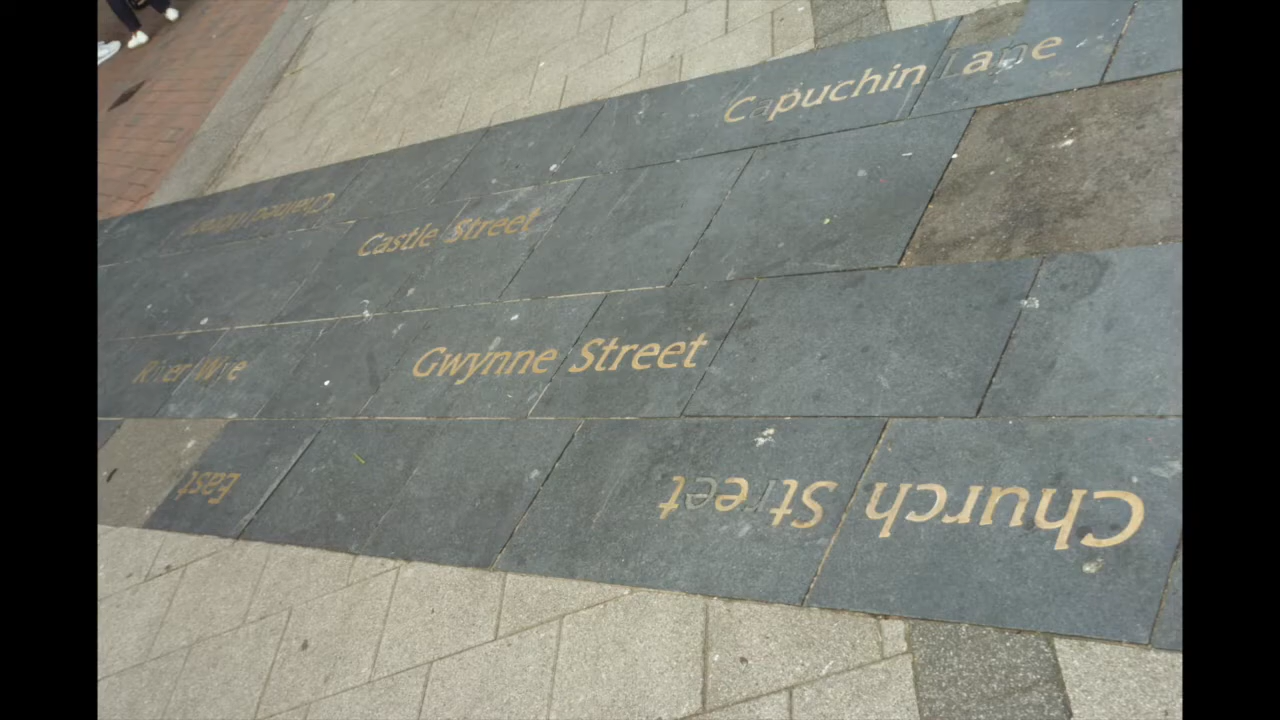 Capuchin Lane
Castle Street
River Wye
Gwynne Street
East
Church Street